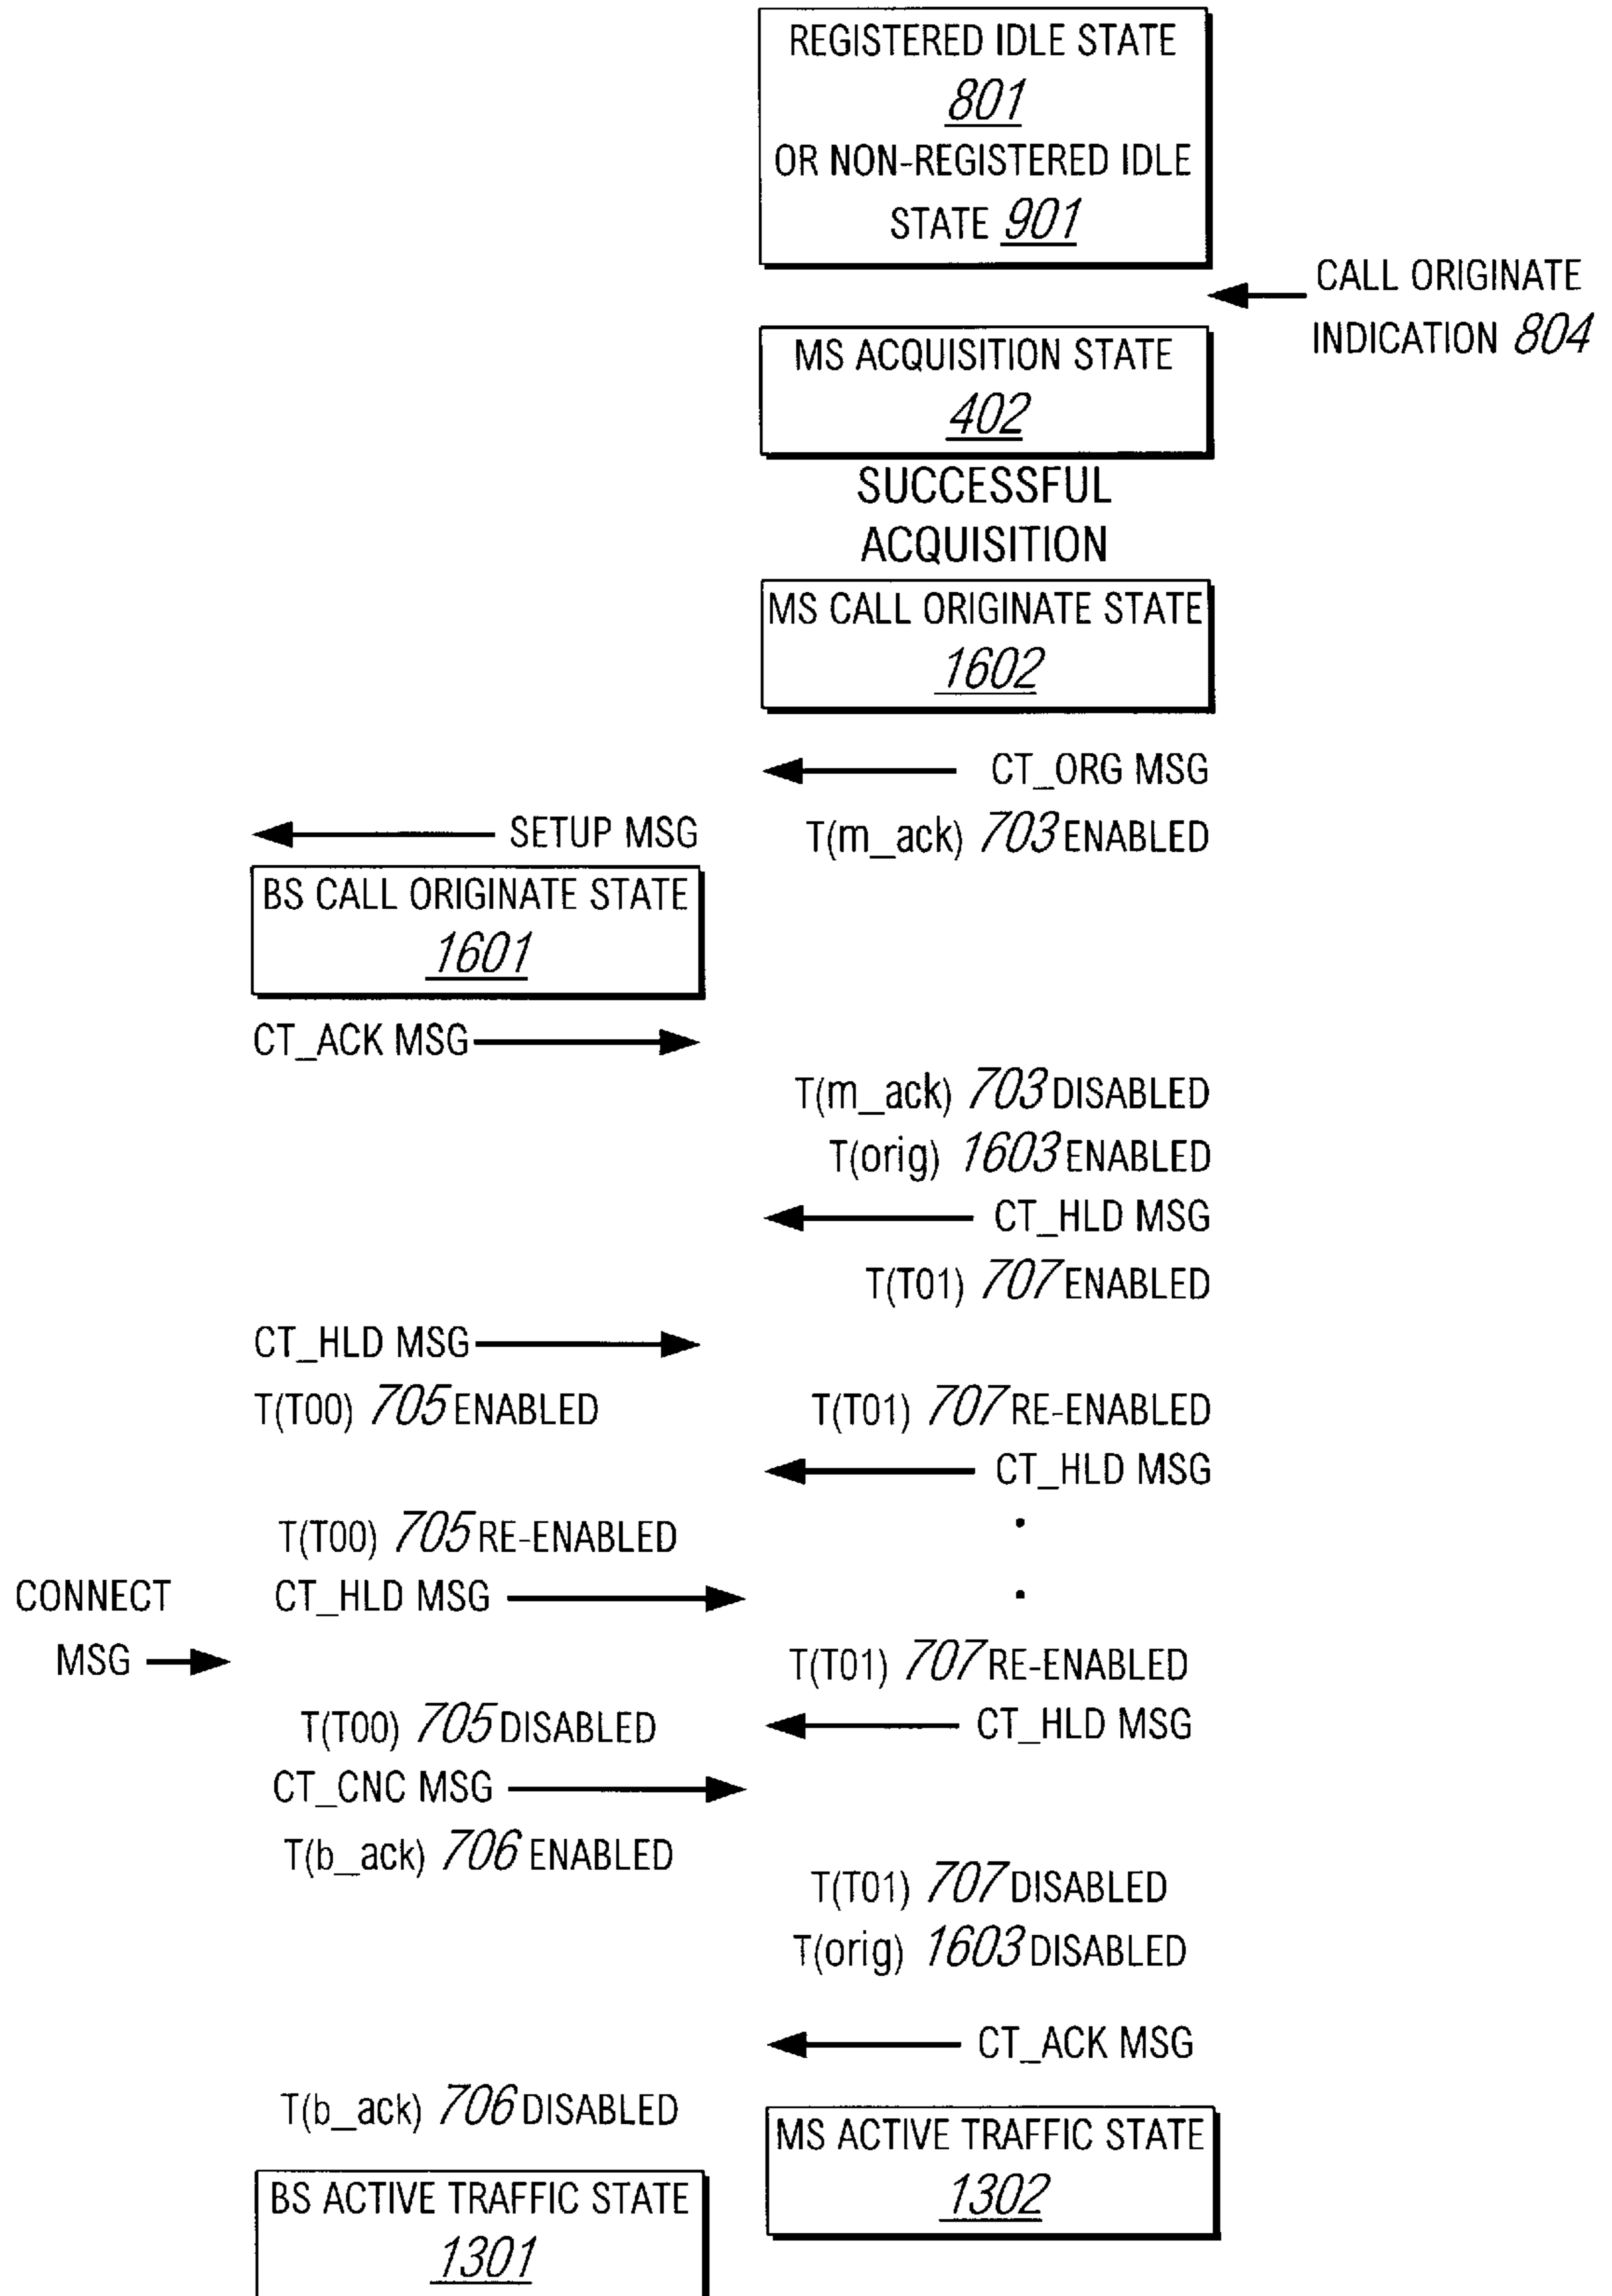 REGISTERED IDLE STATE
801
OR NON-REGISTERED IDLE
STATE 901
CALL ORIGINATE
INDICATION 804
MS ACQUISITION STATE
402
SUCCESSFUL
ACQUISITION
MS CALL ORIGINATE STATE
1602
CT_ORG MSG
SETUP MSG
T(m_ack) 703 ENABLED
BS CALL ORIGINATE STATE
1601
CT_ACK MSG
T(m_ack) 703 DISABLED
T(orig) 1603 ENABLED
CT_HLD MSG
T(T01) 707 ENABLED
CT_HLD MSG
T(T00) 705 ENABLED
T(T01) 707 RE-ENABLED
CT_HLD MSG
T(T00) 705 RE-ENABLED
CONNECT
MSG
CT_HLD MSG
T(T01) 707 RE-ENABLED
T(T00) 705 DISABLED
CT_HLD MSG
CT_CNC MSG
T(b_ack) 706 ENABLED
T(T01) 707 DISABLED
T(orig) 1603 DISABLED
CT_ACK MSG
T(b_ack) 706 DISABLED
MS ACTIVE TRAFFIC STATE
1302
BS ACTIVE TRAFFIC STATE
1301